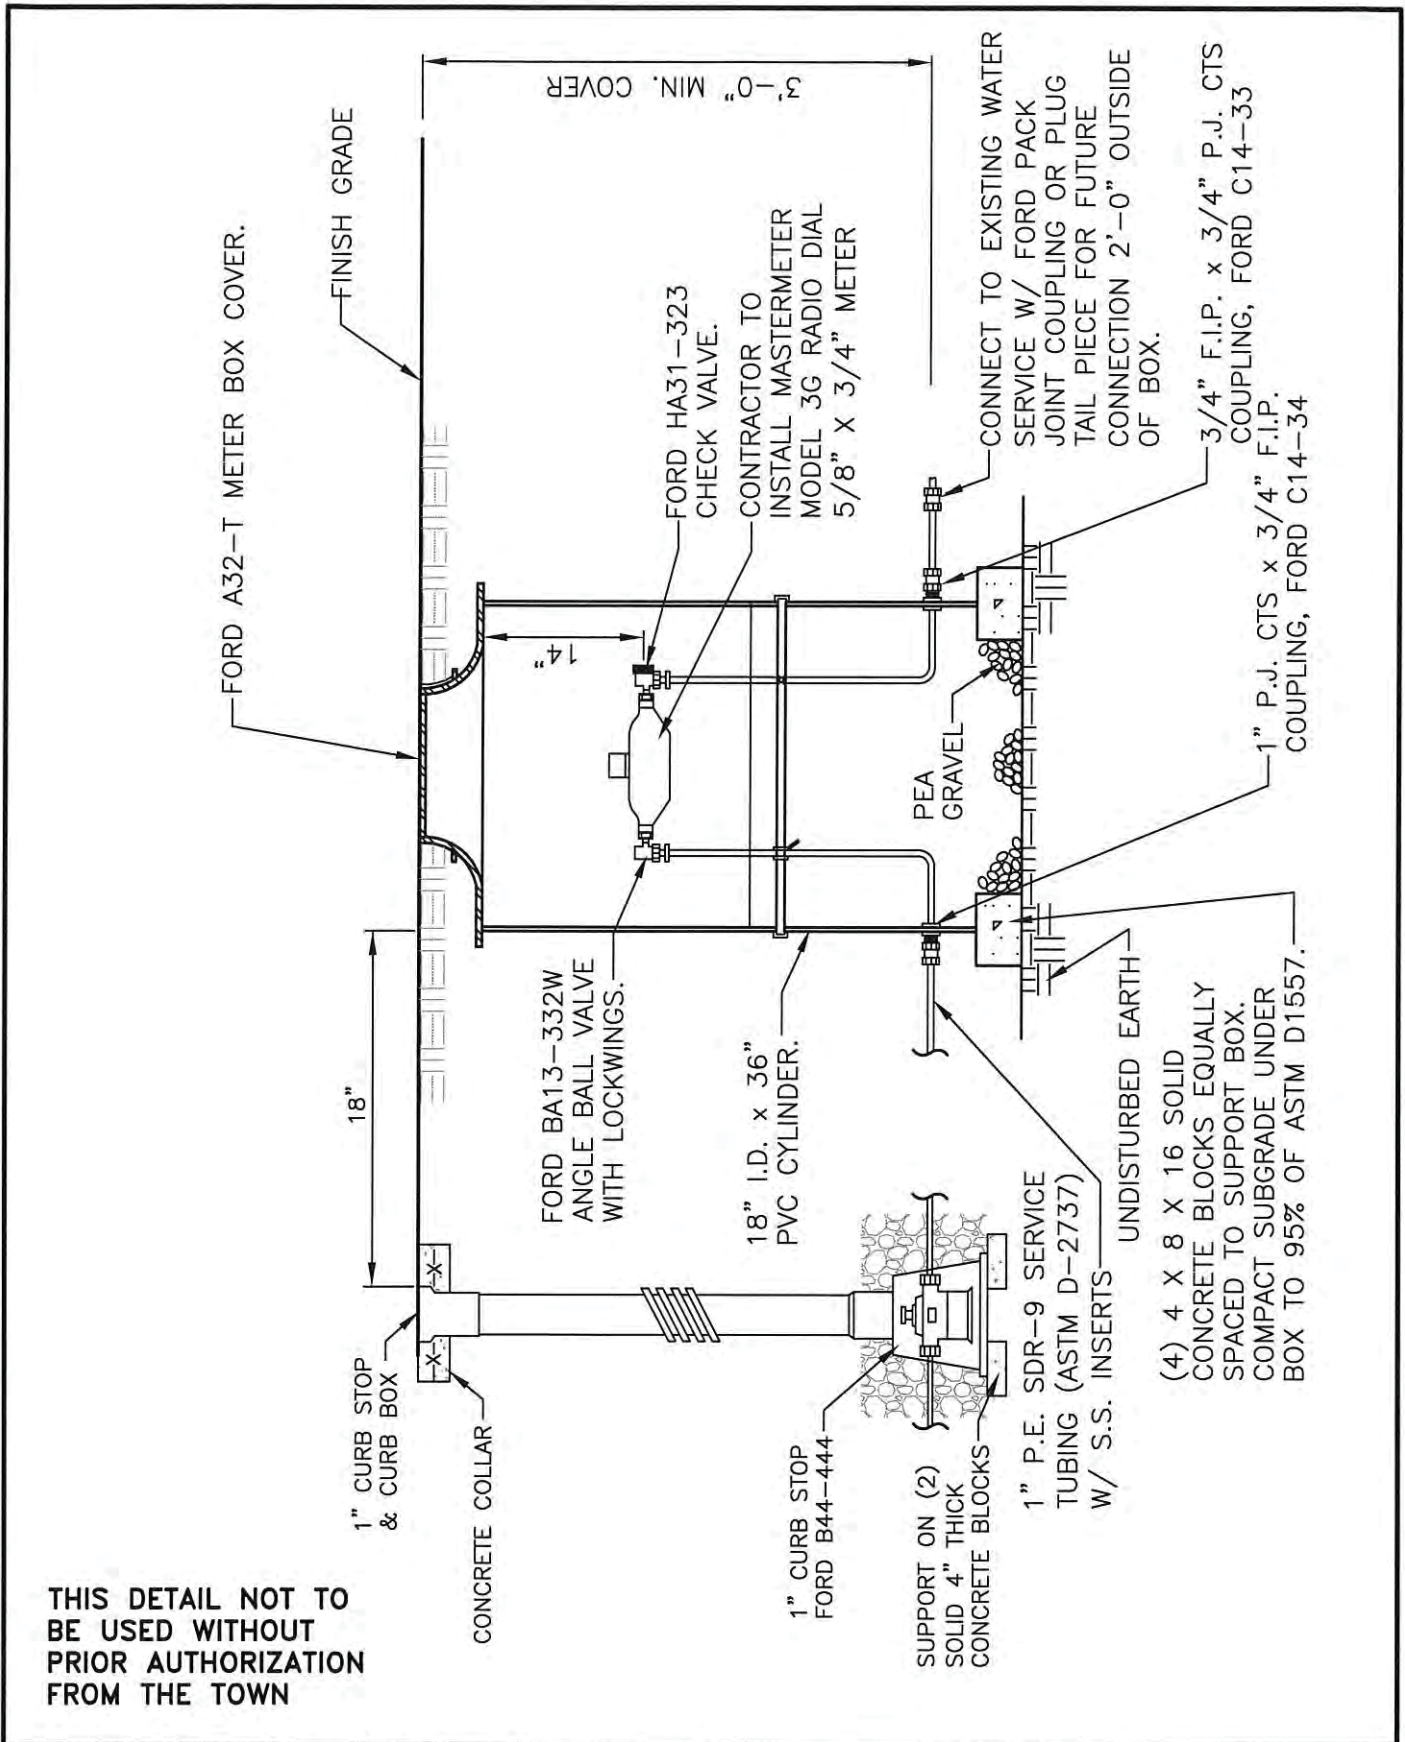 THIS DETAIL NOT TO
BE USED WITHOUT
PRIOR AUTHORIZATION
FROM THE TOWN
FORD A32-T METER BOX COVER.
FINISH GRADE
3'-0" MIN. COVER
18"
14"
1" CURB STOP
& CURB BOX
CONCRETE COLLAR
FORD BA13-332W
ANGLE BALL VALVE
WITH LOCKWINGS.
FORD HA31-323
CHECK VALVE.
CONTRACTOR TO
INSTALL MASTERMETER
MODEL 3G RADIO DIAL
5/8" X 3/4" METER
18" I.D. x 36"
PVC CYLINDER.
PEA
GRAVEL
CONNECT TO EXISTING WATER
SERVICE W/ FORD PACK
JOINT COUPLING OR PLUG
TAIL PIECE FOR FUTURE
CONNECTION 2'-0" OUTSIDE
OF BOX.
3/4" F.I.P. x 3/4" P.J. CTS
COUPLING, FORD C14-33
1" P.J. CTS x 3/4" F.I.P.
COUPLING, FORD C14-34
1" CURB STOP
FORD B44-444
SUPPORT ON (2)
SOLID 4" THICK
CONCRETE BLOCKS
1" P.E. SDR-9 SERVICE
TUBING (ASTM D-2737)
W/ S.S. INSERTS
UNDISTURBED EARTH
(4) 4 X 8 X 16 SOLID
CONCRETE BLOCKS EQUALLY
SPACED TO SUPPORT BOX.
COMPACT SUBGRADE UNDER
BOX TO 95% OF ASTM D1557.